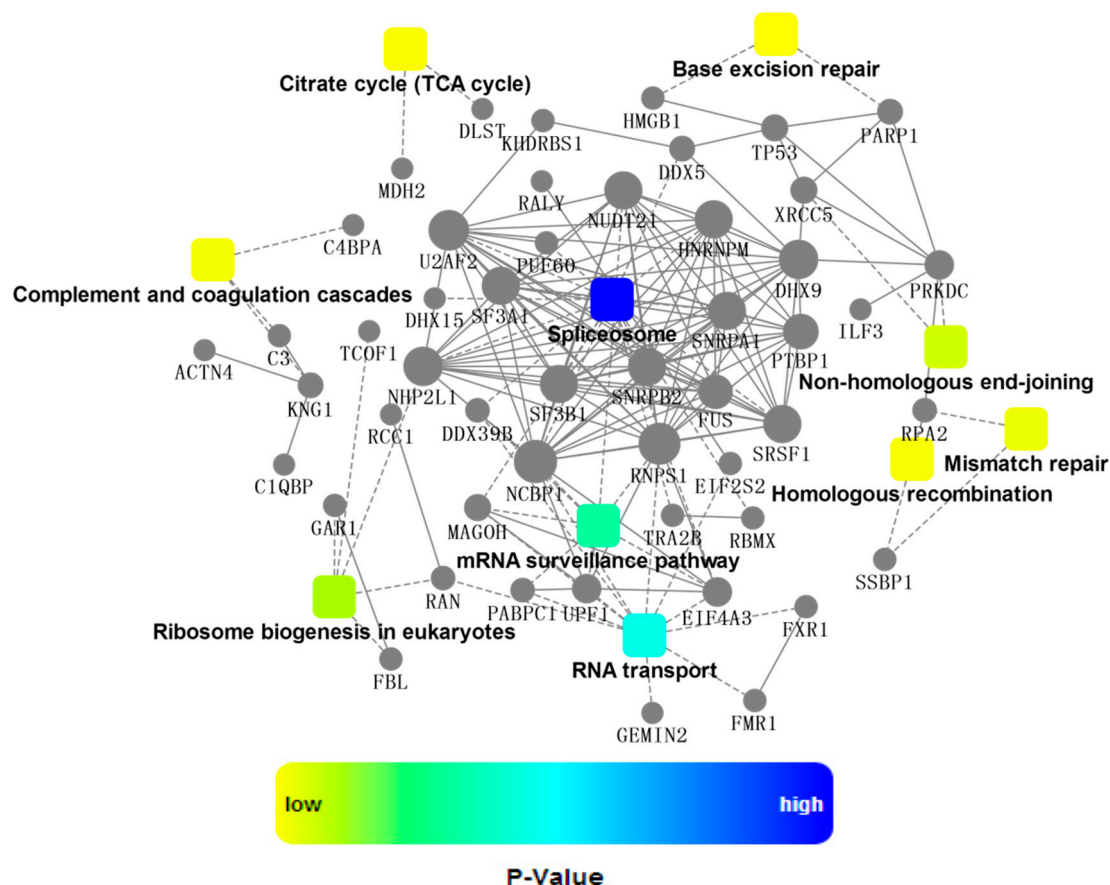 Base excision repair
Citrate cycle (TCA cycle)
HMGB1
DLST
KHDRBS1
PARP1
TP53
DDX5
MDH2
RALY
NUDT21
XRCC5
C4BPA
HNRNPM
U2AF2
PUF60
Complement and coagulation cascades
DHX9
PRKDC
DHX15
SF3A1
Spliceosome
SNRPA1
ILF3
TCOF1
C3
PTBP1
ACTN4
Non-homologous end-joining
NHP2L1
SF3B1
SNRPB2
KNG1
FUS
RCC1
DDX39B
RPA2
SRSF1
Mismatch repair
RNPS1
EIF2S2
Homologous recombination
C1QBP
NCBP1
GAR1
MAGOH
TRA2B
RBMX
mRNA surveillance pathway
SSBP1
RAN
PABPC1
UPF1
EIF4A3
Ribosome biogenesis in eukaryotes
FXR1
RNA transport
FBL
GEMIN2
FMR1
low
high
P-Value